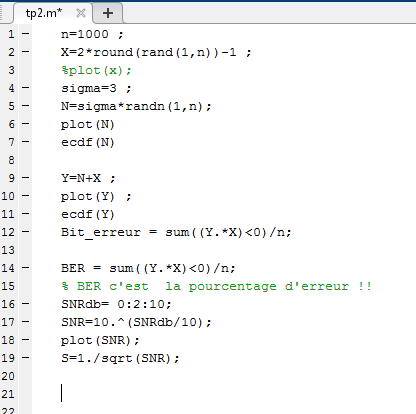 tp2.m* × +
1 – n=1000 ;
2 – X=2*round(rand(1,n))-1 ;
3 %plot(x);
4 – sigma=3 ;
5 – N=sigma*randn(1,n);
6 – plot(N)
7 – ecdf(N)
8
9 – Y=N+X ;
10 – plot(Y) ;
11 – ecdf(Y)
12 – Bit_erreur = sum((Y.*X)<0)/n;
13
14 – BER = sum((Y.*X)<0)/n;
15 % BER c'est  la pourcentage d'erreur !!
16 – SNRdb= 0:2:10;
17 – SNR=10.^(SNRdb/10);
18 – plot(SNR);
19 – S=1./sqrt(SNR);
20
21
22